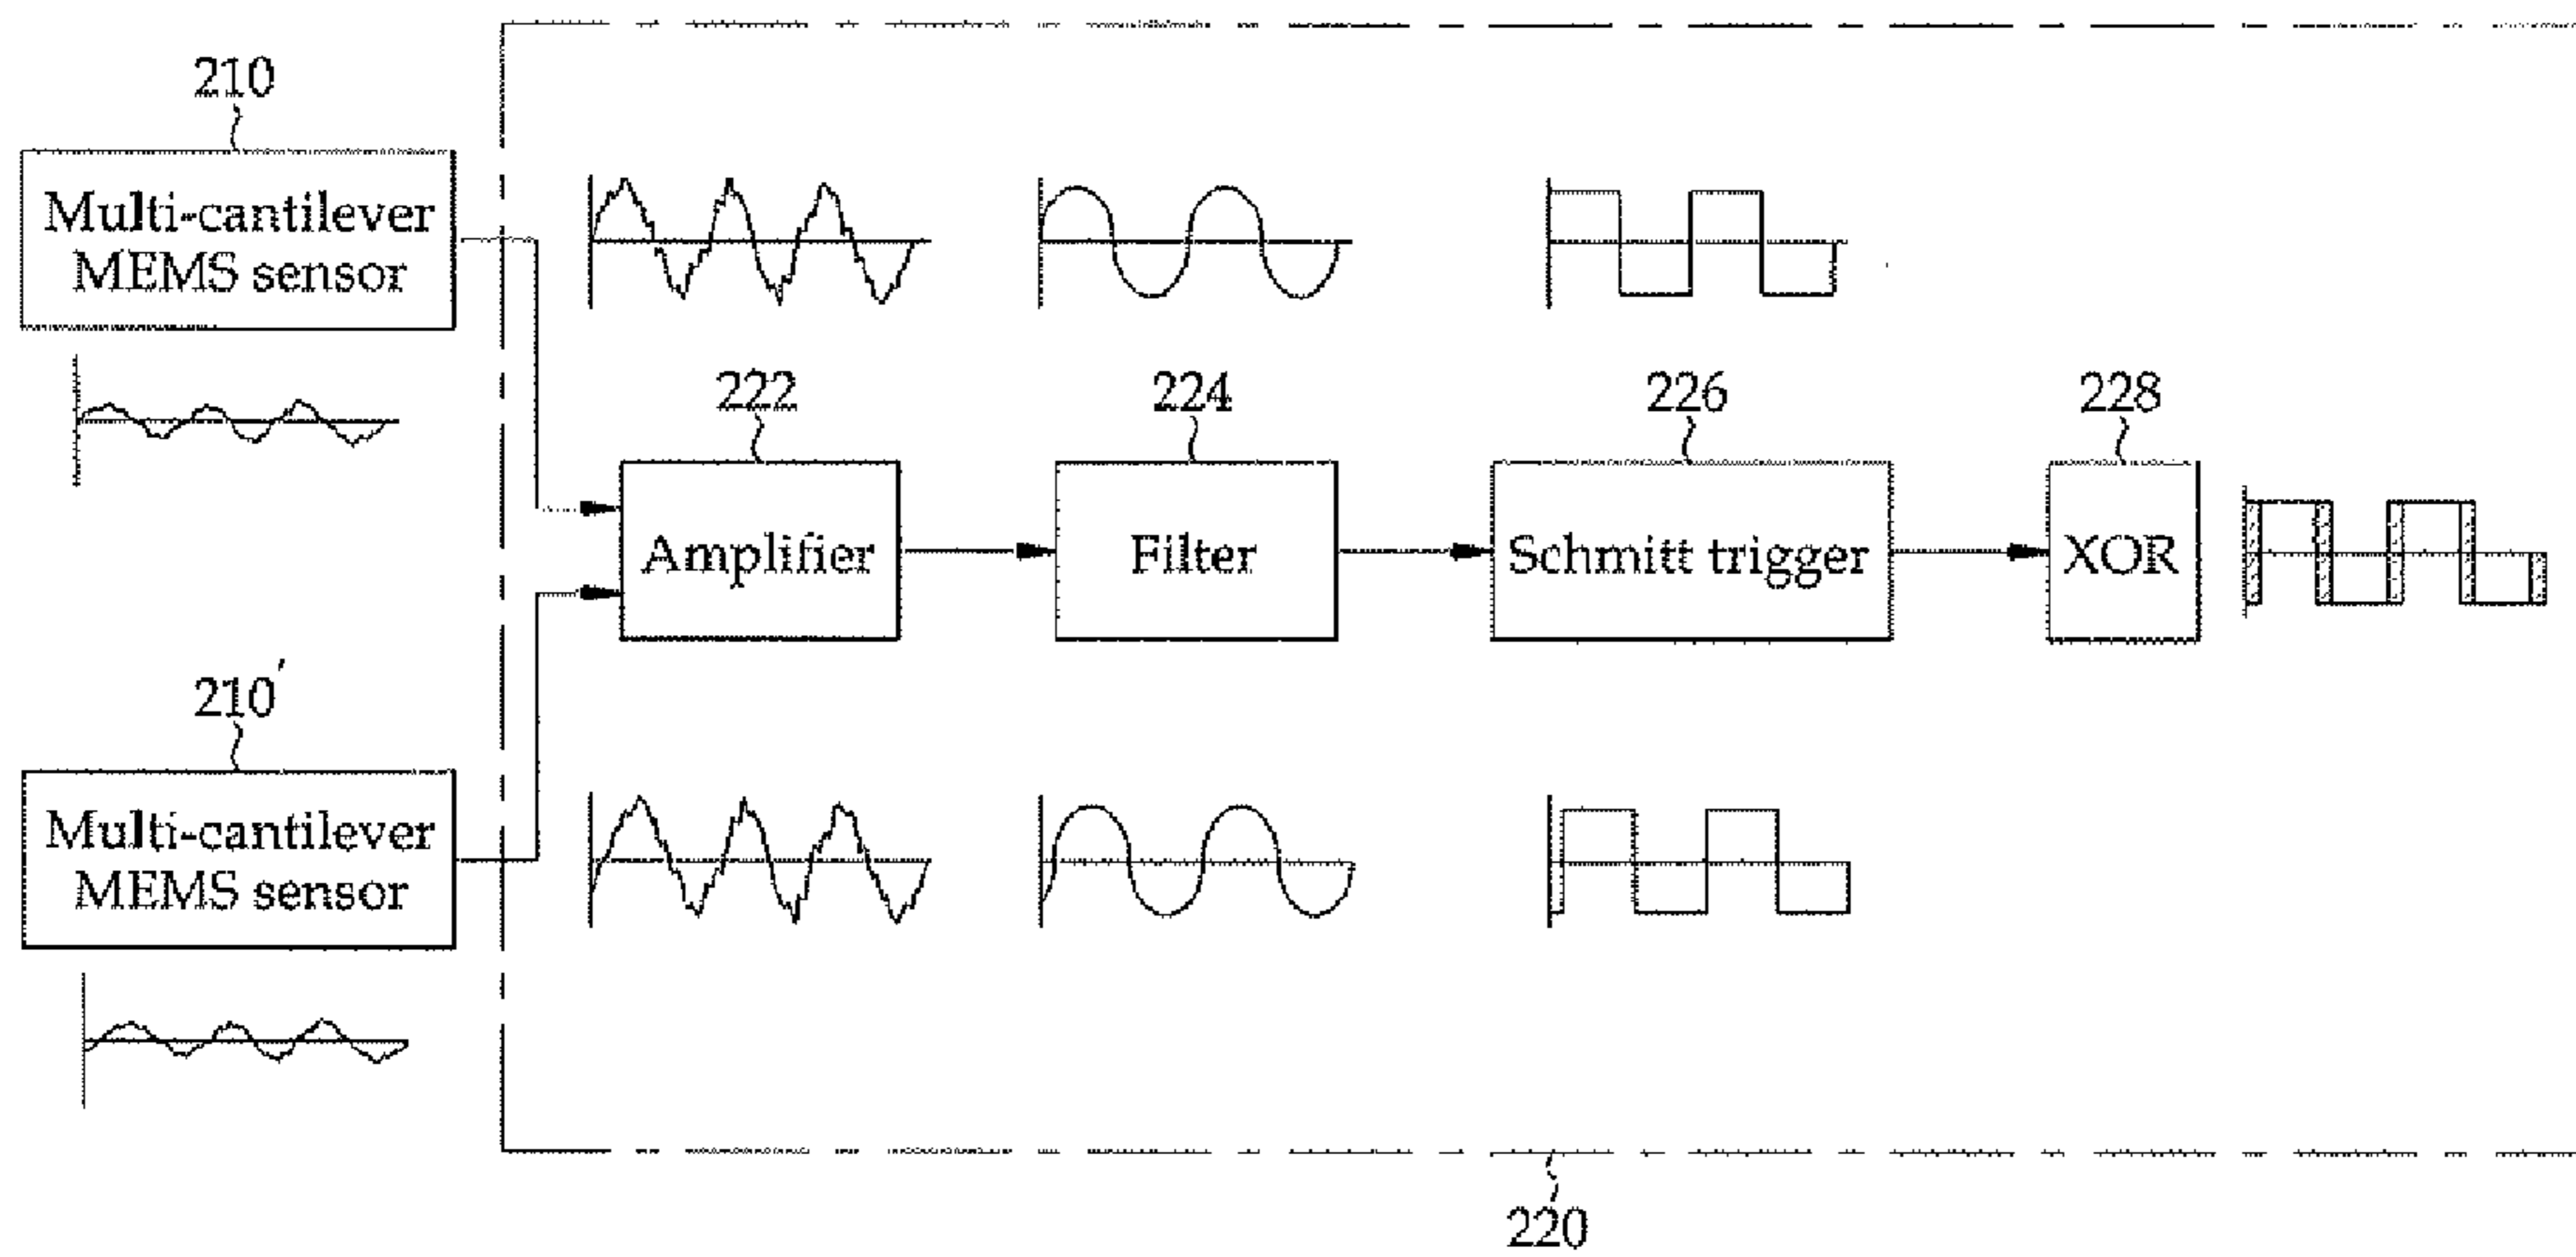 210
Multi-cantilever
MEMS sensor
222
Amplifier
224
Filter
226
Schmitt trigger
228
XOR
210'
Multi-cantilever
MEMS sensor
220